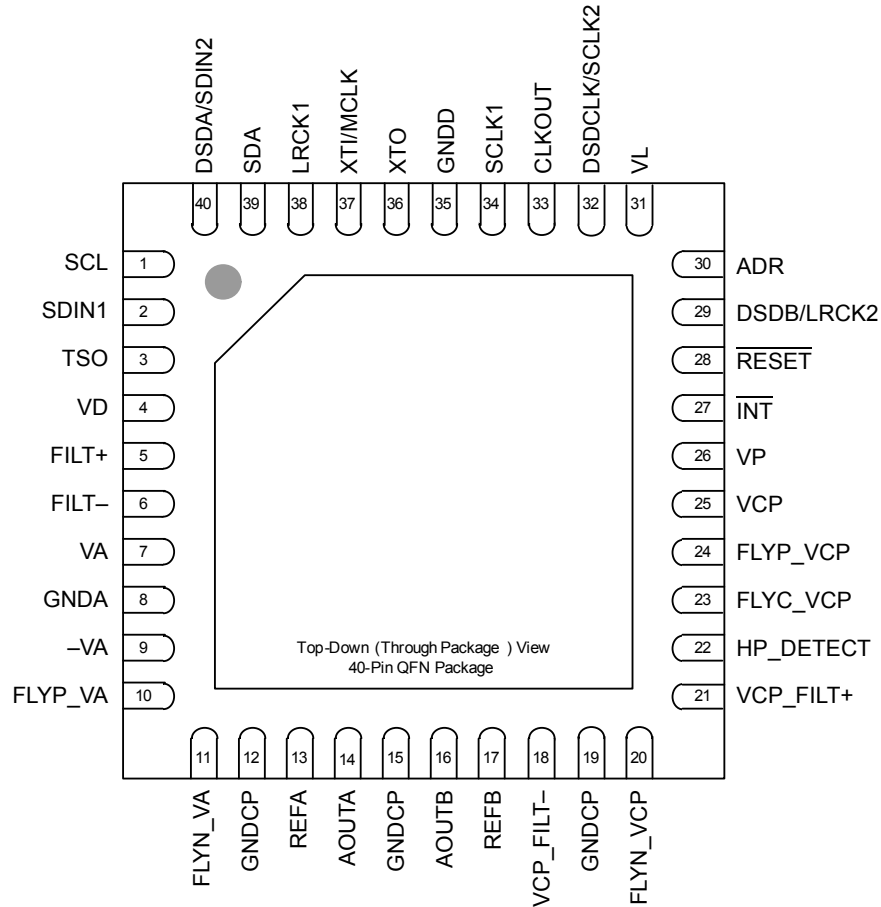 DSDA/SDIN2
SDA
LRCK1
XTI/MCLK
XTO
GNDD
SCLK1
CLKOUT
DSDCLK/SCLK2
VL
40
39
38
37
36
35
34
33
32
31
SCL 1
SDIN1 2
TSO 3
VD 4
FILT+ 5
FILT– 6
VA 7
GNDA 8
–VA 9
FLYP_VA 10
30 ADR
29 DSDB/LRCK2
28 RESET
27 INT
26 VP
25 VCP
24 FLYP_VCP
23 FLYC_VCP
22 HP_DETECT
21 VCP_FILT+
Top-Down (Through Package ) View
40-Pin QFN Package
11
12
13
14
15
16
17
18
19
20
FLYN_VA
GNDCP
REFA
AOUTA
GNDCP
AOUTB
REFB
VCP_FILT–
GNDCP
FLYN_VCP